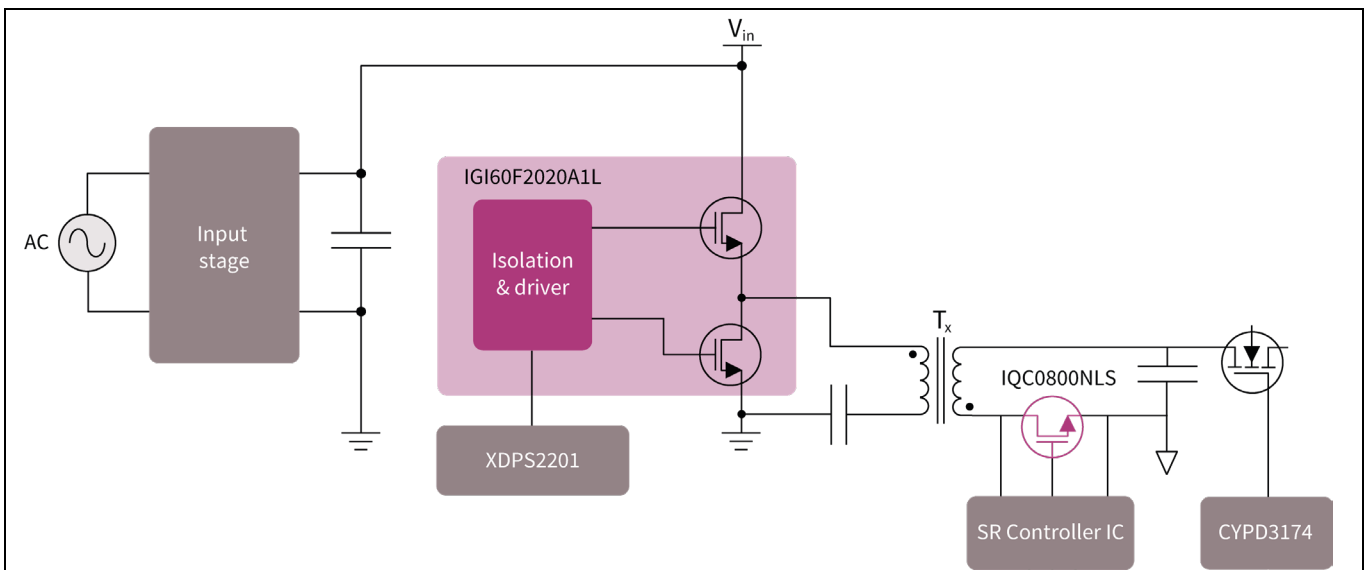 Vin
AC
Input
stage
IGI60F2020A1L
Isolation
& driver
XDPS2201
Tx
IQC0800NLS
SR Controller IC
CYPD3174